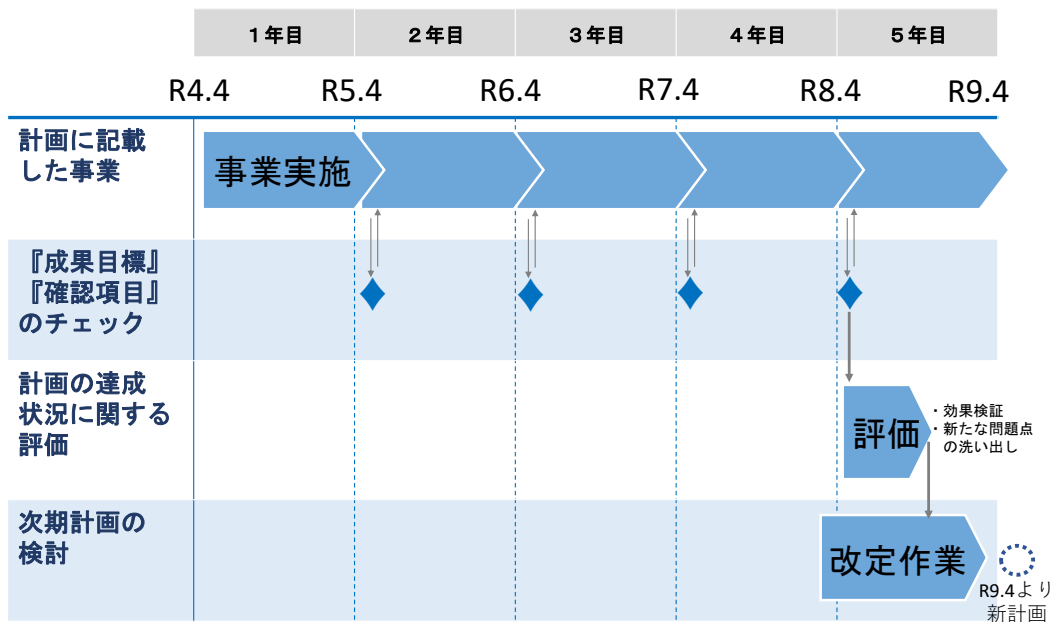 1年目 2年目 3年目 4年目 5年目
R4.4 R5.4 R6.4 R7.4 R8.4 R9.4
計画に記載
した事業
事業実施
『成果目標』
『確認項目』
のチェック
計画の達成
状況に関する
評価
評価
・効果検証
・新たな問題点
の洗い出し
次期計画の
検討
改定作業
R9.4より
新計画